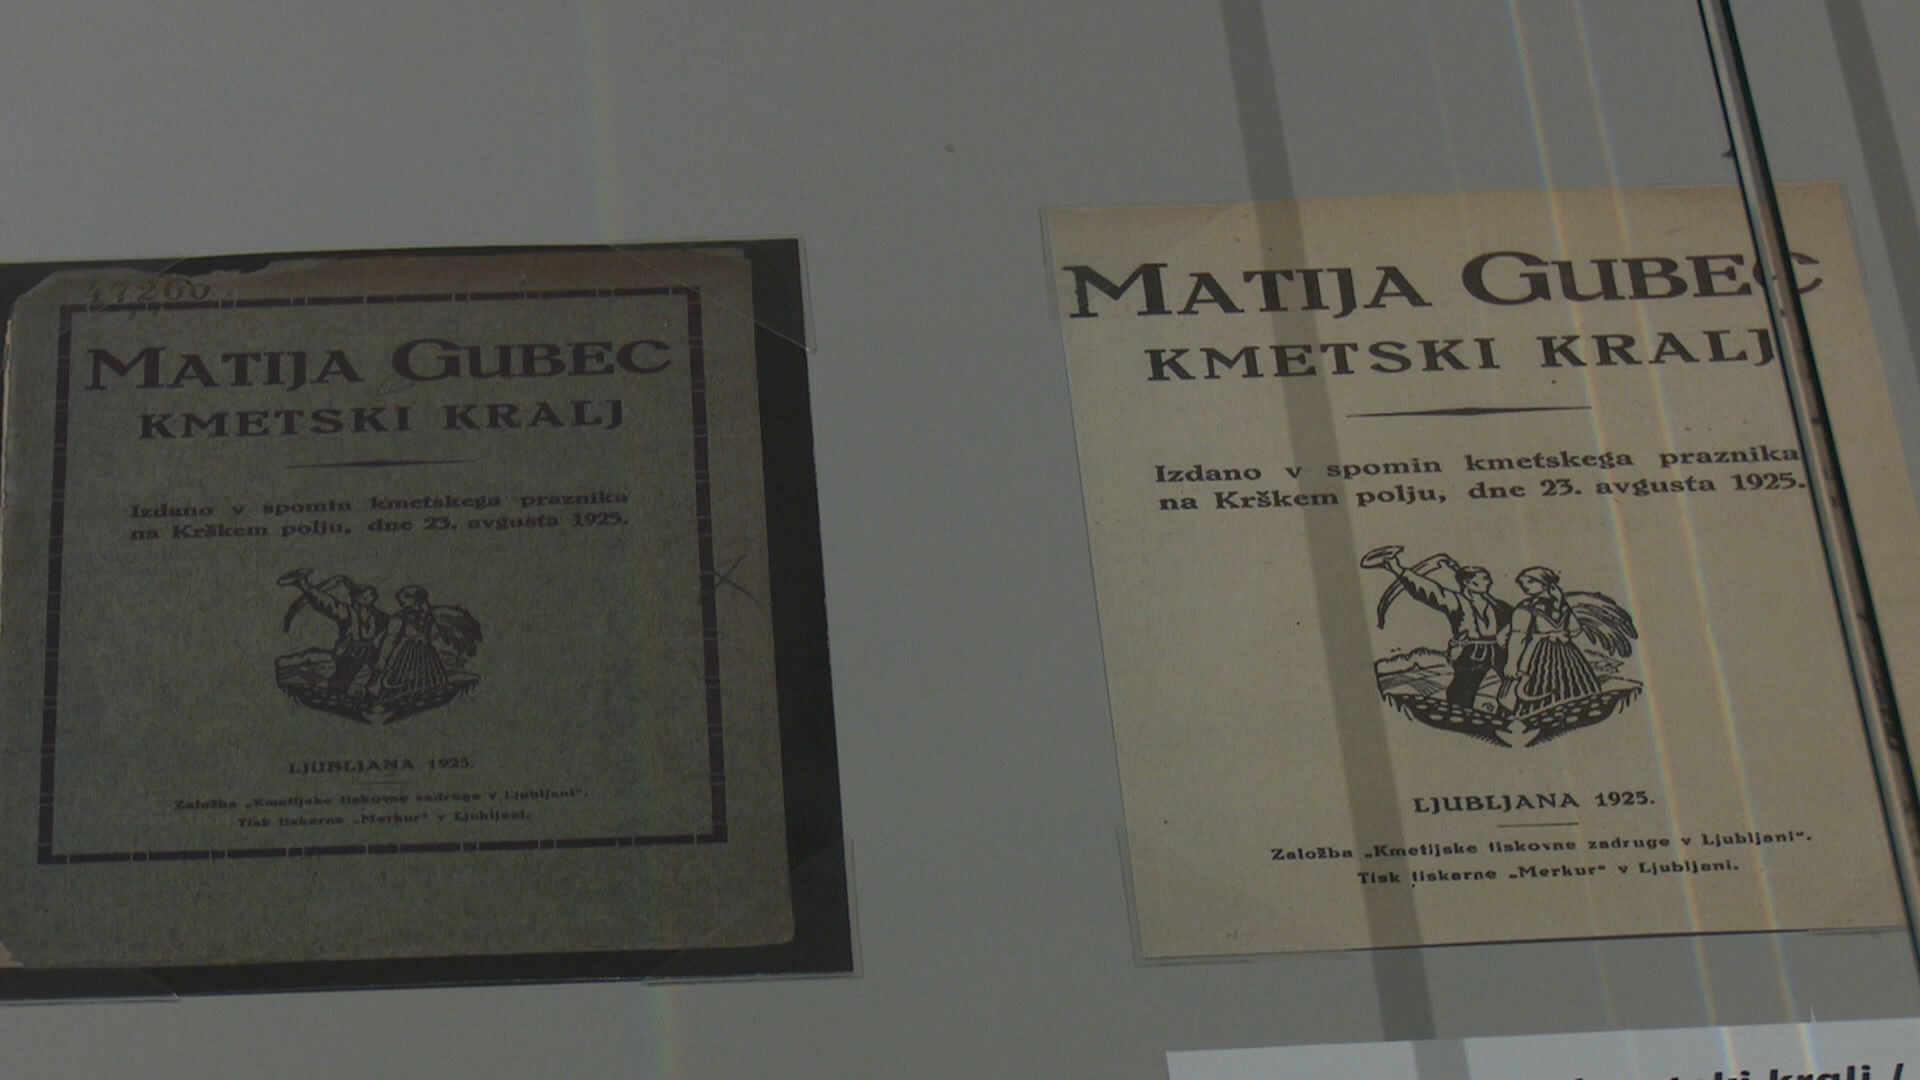 47260
MATIJA GUBEC
KMETSKI KRALJ
Izdano v spomin kmetskega praznika
na Krškem polju, dne 23. avgusta 1925.
LJUBLJANA 1925.
Založba „Kmetijske tiskovne zadruge v Ljubljani“.
Tisk tiskarne „Merkur“ v Ljubljani.
MATIJA GUBEC
KMETSKI KRALJ
Izdano v spomin kmetskega praznika
na Krškem polju, dne 23. avgusta 1925.
LJUBLJANA 1925.
Založba „Kmetijske tiskovne zadruge v Ljubljani“.
Tisk tiskarne „Merkur“ v Ljubljani.
kralj /